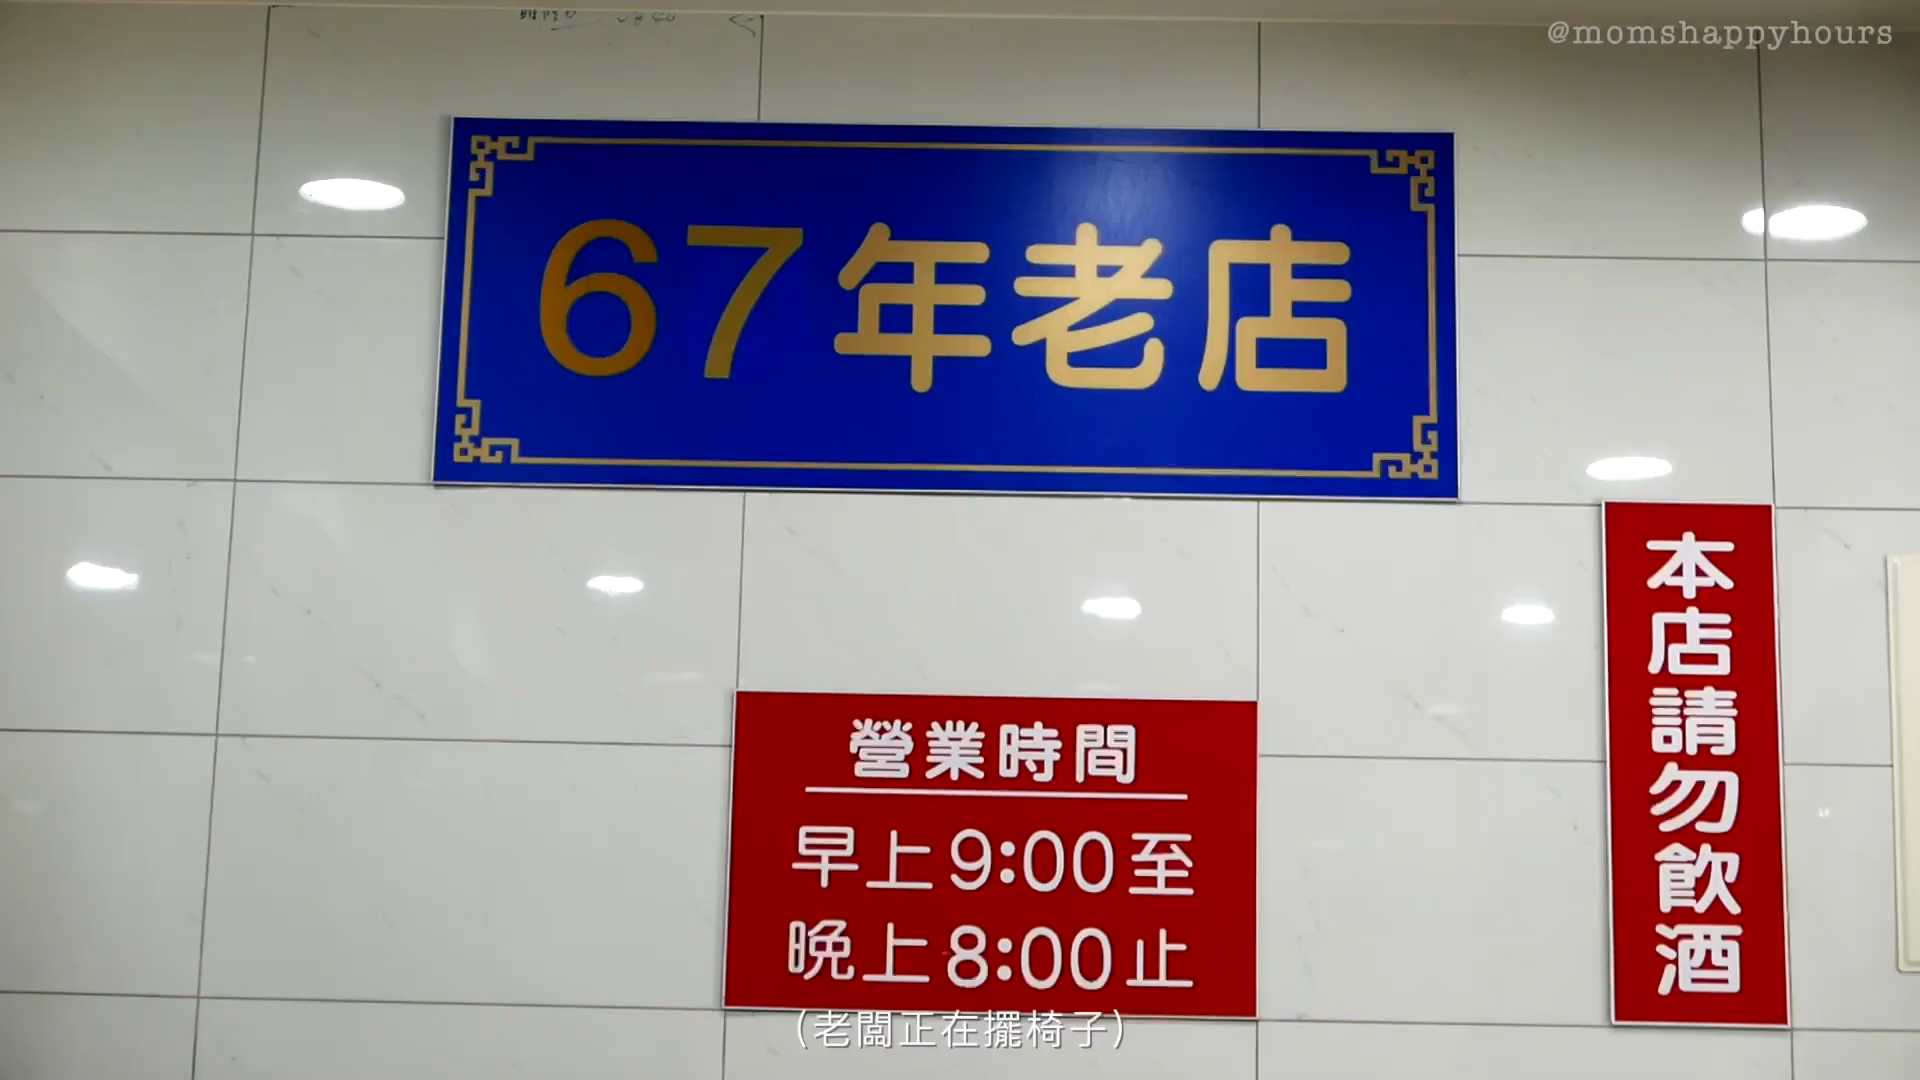 @momshappyhours
67年老店
營業時間
早上9:00至
晚上8:00止
本店請勿飲酒
（老闆正在擺椅子）